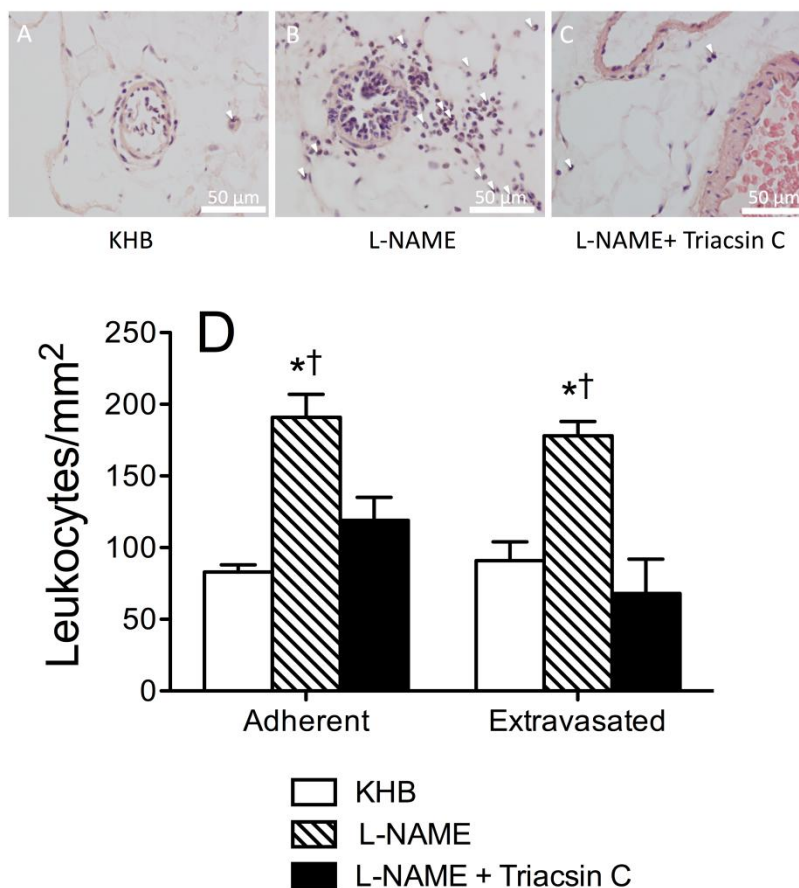 A B C
50 μm 50 μm 50 μm
KHB L-NAME L-NAME+ Triacsin C
D
250
200
150
100
50
0
Leukocytes/mm²
*† *†
Adherent Extravasated
KHB
L-NAME
L-NAME + Triacsin C